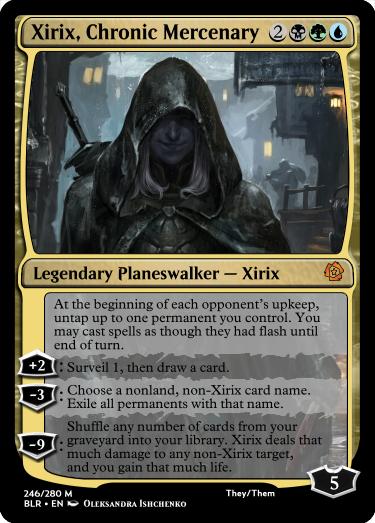 Xirix, Chronic Mercenary 2
Legendary Planeswalker — Xirix
At the beginning of each opponent's upkeep,
untap up to one permanent you control. You
may cast spells as though they had flash until
end of turn.
+2: Surveil 1, then draw a card.
-3: Choose a nonland, non-Xirix card name.
Exile all permanents with that name.
Shuffle any number of cards from your
-9: graveyard into your library. Xirix deals that
much damage to any non-Xirix target,
and you gain that much life.
5
246/280 M They/Them
BLR • EN Oleksandra Ishchenko